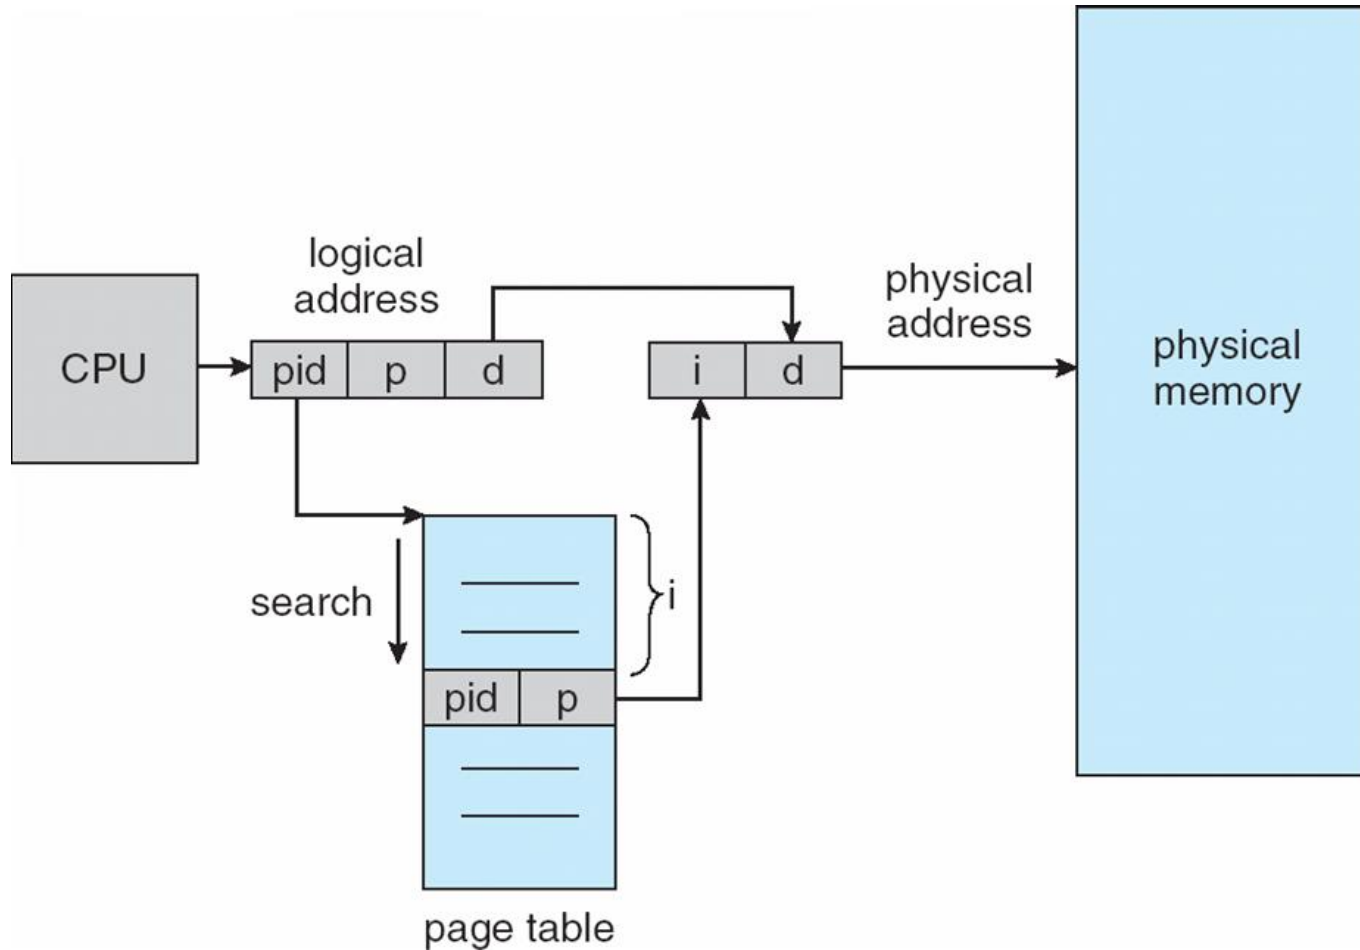 logical
address
physical
address
CPU
pid
p
d
i
d
physical
memory
search
i
pid
p
page table